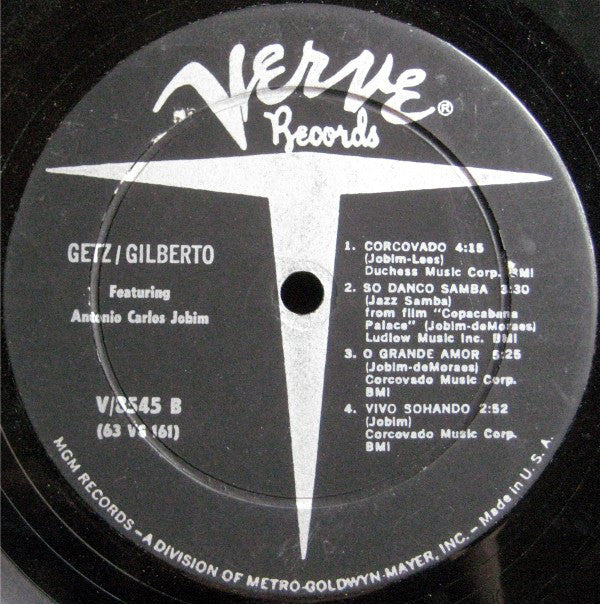 VERVE®
Records
GETZ/GILBERTO
Featuring
Antonio Carlos Jobim
V/8545 B
(63 VG 161)
1. CORCOVADO 4:15
(Jobim-Lees)
Duchess Music Corp. BMI
2. SO DANCO SAMBA 3:30
(Jazz Samba)
from film "Copacabana
Palace" (Jobim-deMoraes)
Ludlow Music Inc. BMI
3. O GRANDE AMOR 5:25
(Jobim-deMoraes)
Corcovado Music Corp.
BMI
4. VIVO SOHANDO 2:52
(Jobim)
Corcovado Music Corp.
BMI
MGM RECORDS – A DIVISION OF METRO-GOLDWYN-MAYER, INC. – Made in U.S.A.